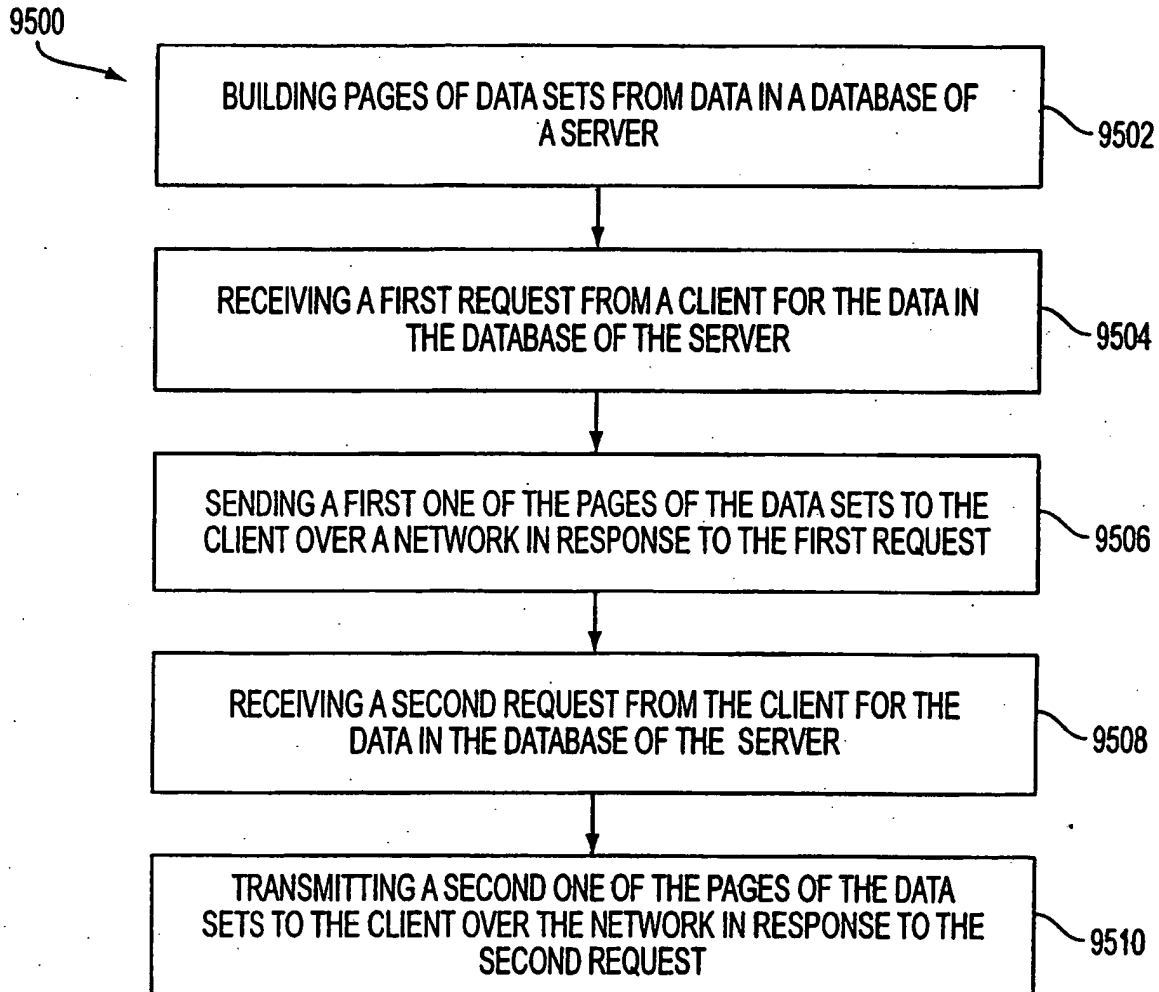 9500
BUILDING PAGES OF DATA SETS FROM DATA IN A DATABASE OF
A SERVER
9502
RECEIVING A FIRST REQUEST FROM A CLIENT FOR THE DATA IN
THE DATABASE OF THE SERVER
9504
SENDING A FIRST ONE OF THE PAGES OF THE DATA SETS TO THE
CLIENT OVER A NETWORK IN RESPONSE TO THE FIRST REQUEST
9506
RECEIVING A SECOND REQUEST FROM THE CLIENT FOR THE
DATA IN THE DATABASE OF THE SERVER
9508
TRANSMITTING A SECOND ONE OF THE PAGES OF THE DATA
SETS TO THE CLIENT OVER THE NETWORK IN RESPONSE TO THE
SECOND REQUEST
9510